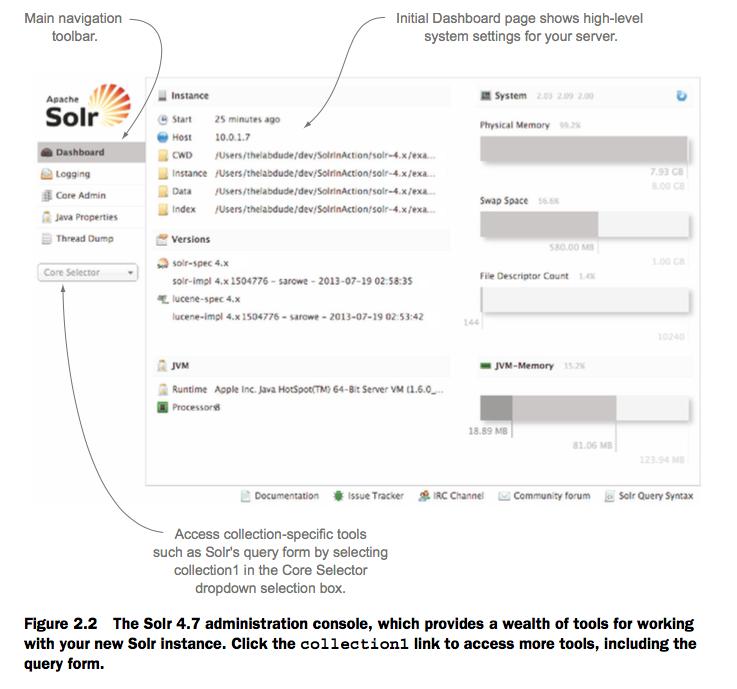 Main navigation
toolbar.
Initial Dashboard page shows high-level
system settings for your server.
Apache
Solr
Dashboard
Logging
Core Admin
Java Properties
Thread Dump
Core Selector
Instance
Start 25 minutes ago
Host 10.0.1.7
CWD /Users/thelabdude/dev/SolrInAction/solr-4.x/exa...
Instance /Users/thelabdude/dev/SolrInAction/solr-4.x/exa...
Data /Users/thelabdude/dev/SolrInAction/solr-4.x/exa...
Index /Users/thelabdude/dev/SolrInAction/solr-4.x/exa...
Versions
solr-spec 4.x
solr-impl 4.x 1504776 - sarowe - 2013-07-19 02:58:35
lucene-spec 4.x
lucene-impl 4.x 1504776 - sarowe - 2013-07-19 02:53:42
JVM
Runtime Apple Inc. Java HotSpot(TM) 64-Bit Server VM (1.6.0_...
Processors 8
System 2.03 2.09 2.00
Physical Memory 99.2%
7.93 GB
8.00 GB
Swap Space 56.6%
580.00 MB
1.00 GB
File Descriptor Count 1.4%
144
10240
JVM-Memory 15.2%
18.89 MB
81.06 MB
123.94 MB
Documentation Issue Tracker IRC Channel Community forum Solr Query Syntax
Access collection-specific tools
such as Solr's query form by selecting
collection1 in the Core Selector
dropdown selection box.
Figure 2.2 The Solr 4.7 administration console, which provides a wealth of tools for working
with your new Solr instance. Click the collection1 link to access more tools, including the
query form.